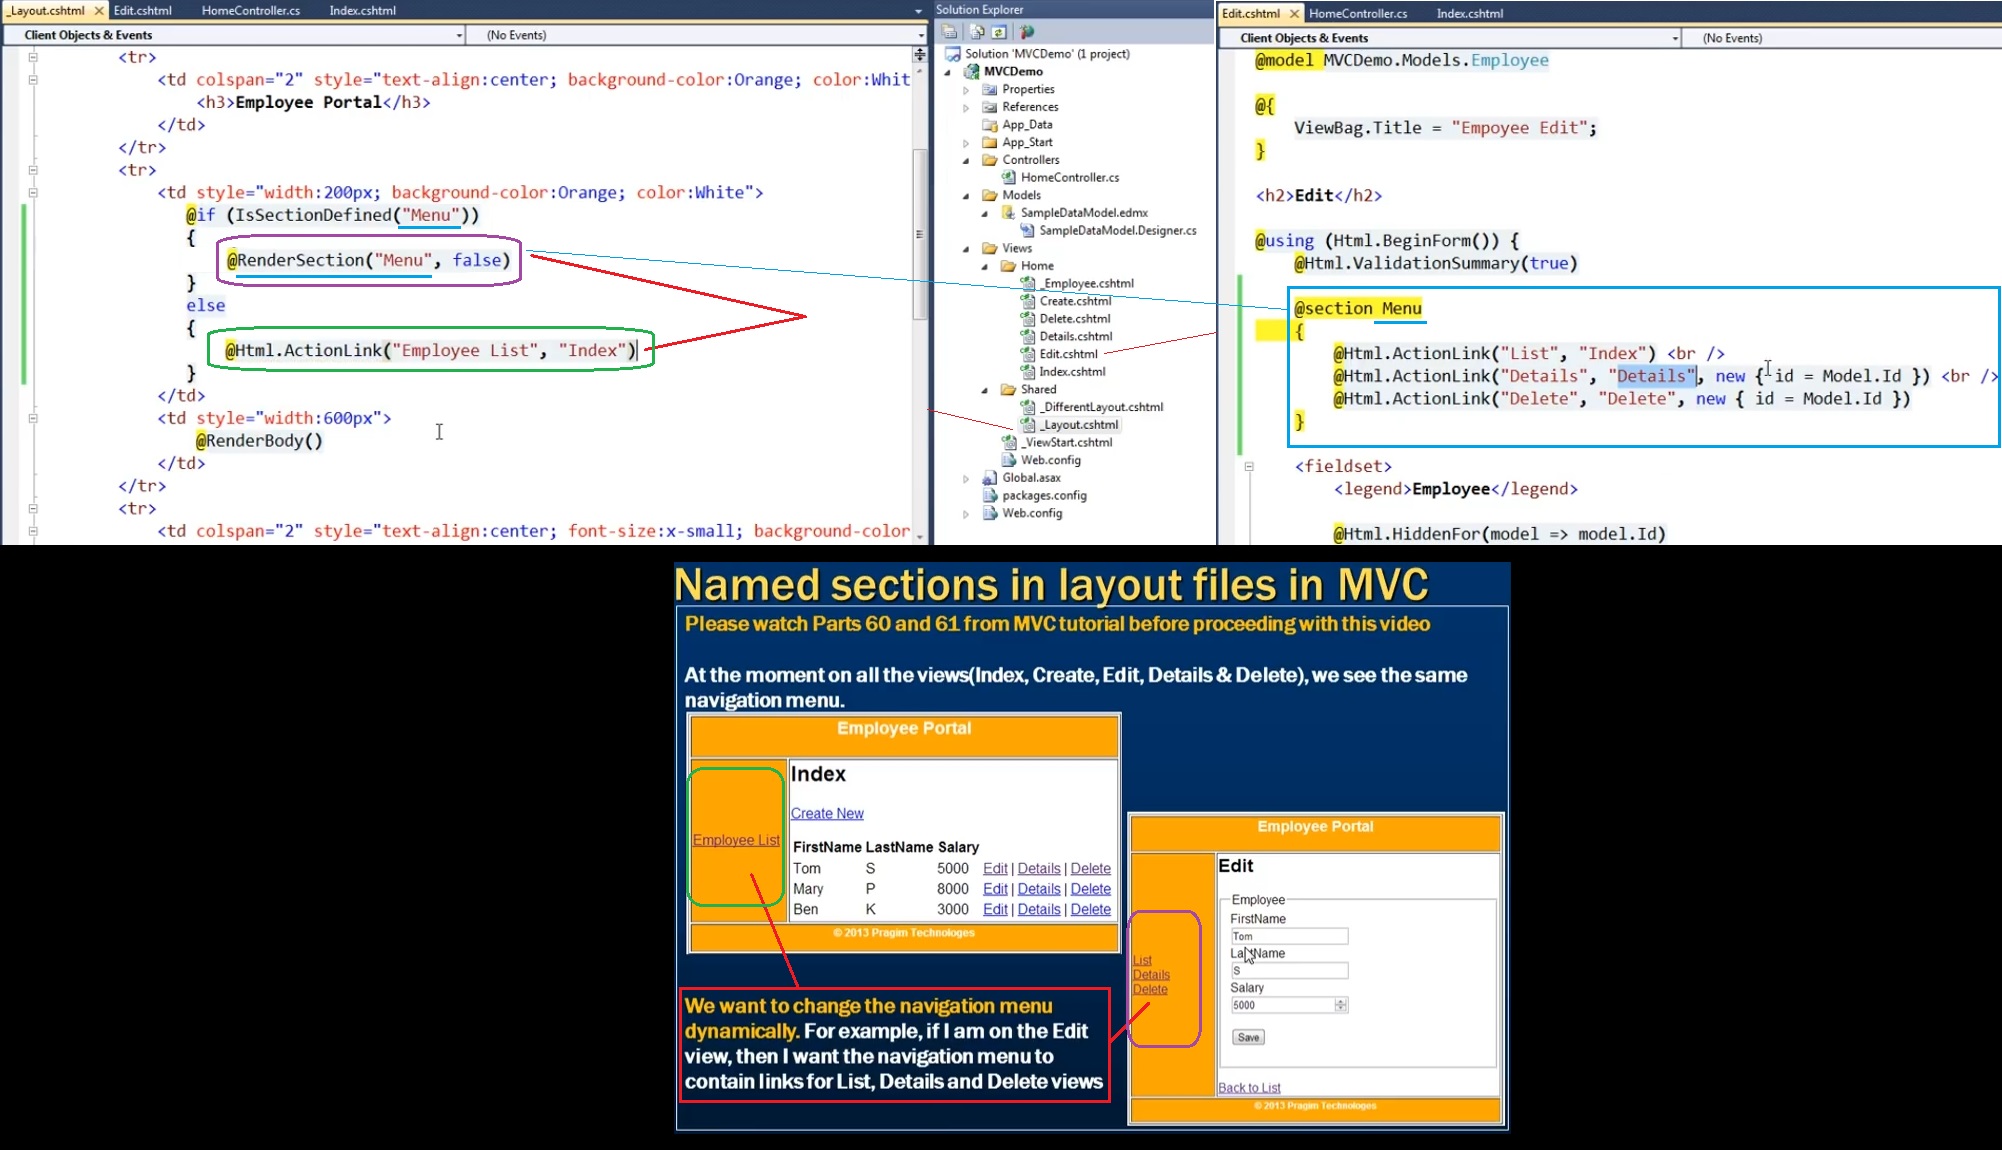 _Layout.cshtml × Edit.cshtml HomeController.cs Index.cshtml
Client Objects & Events (No Events)
<tr>
<td colspan="2" style="text-align:center; background-color:Orange; color:Whit
<h3>Employee Portal</h3>
</td>
</tr>
<tr>
<td style="width:200px; background-color:Orange; color:White">
@if (IsSectionDefined("Menu"))
{
@RenderSection("Menu", false)
}
else
{
@Html.ActionLink("Employee List", "Index")
}
</td>
<td style="width:600px">
@RenderBody()
</td>
</tr>
<tr>
<td colspan="2" style="text-align:center; font-size:x-small; background-color
Solution Explorer
Solution 'MVCDemo' (1 project)
MVCDemo
Properties
References
App_Data
App_Start
Controllers
HomeController.cs
Models
SampleDataModel.edmx
SampleDataModel.Designer.cs
Views
Home
_Employee.cshtml
Create.cshtml
Delete.cshtml
Details.cshtml
Edit.cshtml
Index.cshtml
Shared
_DifferentLayout.cshtml
_Layout.cshtml
_ViewStart.cshtml
Web.config
Global.asax
packages.config
Web.config
Edit.cshtml × HomeController.cs Index.cshtml
Client Objects & Events (No Events)
@model MVCDemo.Models.Employee
@{
ViewBag.Title = "Empoyee Edit";
}
<h2>Edit</h2>
@using (Html.BeginForm()) {
@Html.ValidationSummary(true)
@section Menu
{
@Html.ActionLink("List", "Index") <br />
@Html.ActionLink("Details", "Details", new { id = Model.Id }) <br />
@Html.ActionLink("Delete", "Delete", new { id = Model.Id })
}
<fieldset>
<legend>Employee</legend>
@Html.HiddenFor(model => model.Id)
Named sections in layout files in MVC
Please watch Parts 60 and 61 from MVC tutorial before proceeding with this video
At the moment on all the views(Index, Create, Edit, Details & Delete), we see the same
navigation menu.
Employee Portal
Index
Create New
Employee List
FirstName LastName Salary
Tom S 5000 Edit | Details | Delete
Mary P 8000 Edit | Details | Delete
Ben K 3000 Edit | Details | Delete
© 2013 Pragim Technologes
We want to change the navigation menu
dynamically. For example, if I am on the Edit
view, then I want the navigation menu to
contain links for List, Details and Delete views
Employee Portal
List
Details
Delete
Edit
Employee
FirstName
Tom
LastName
S
Salary
5000
Save
Back to List
© 2013 Pragim Technologes